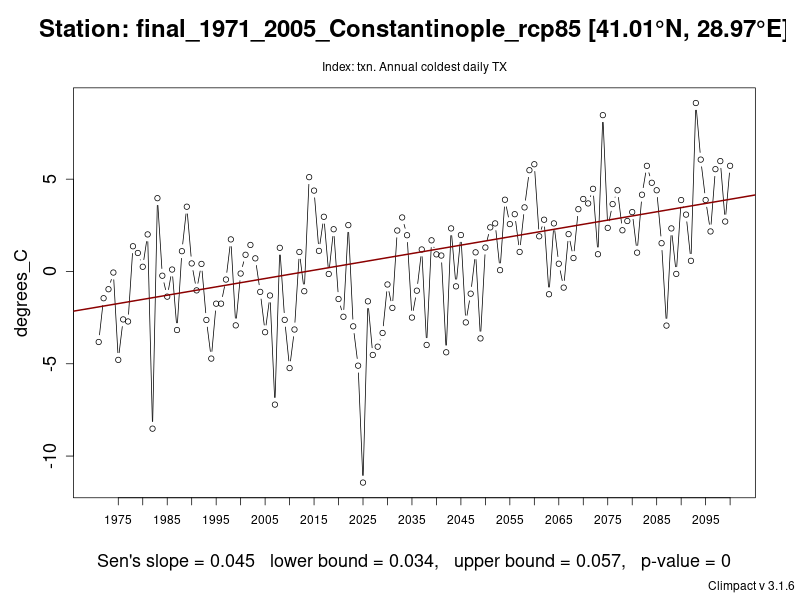 Station: final_1971_2005_Constantinople_rcp85 [41.01°N, 28.97°E]
Index: txn. Annual coldest daily TX
degrees_C
5
0
-5
-10
1975 1985 1995 2005 2015 2025 2035 2045 2055 2065 2075 2085 2095
Sen's slope = 0.045 lower bound = 0.034, upper bound = 0.057, p-value = 0
Climpact v 3.1.6